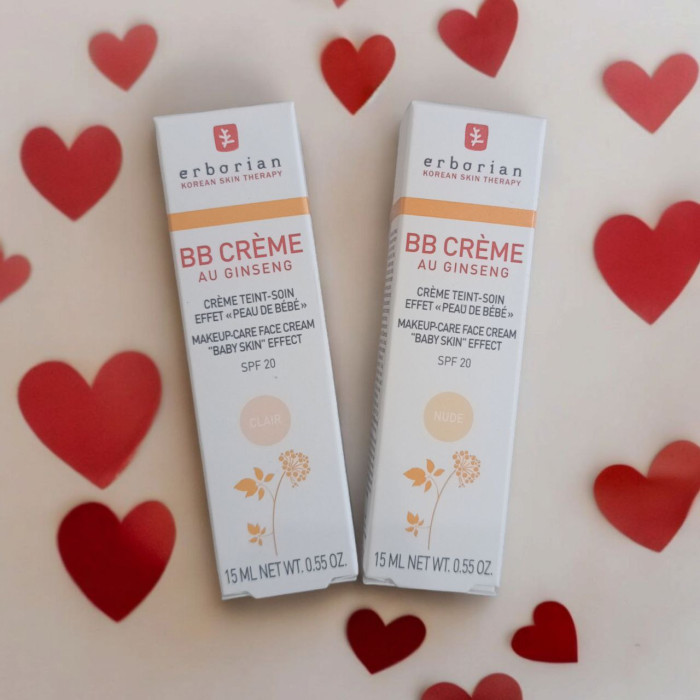 erborian
KOREAN SKIN THERAPY
BB CRÈME
AU GINSENG
CRÈME TEINT-SOIN
EFFET «PEAU DE BÉBÉ»
MAKEUP-CARE FACE CREAM
"BABY SKIN" EFFECT
SPF 20
CLAIR
15 ML NET WT. 0.55 OZ.
erborian
KOREAN SKIN THERAPY
BB CRÈME
AU GINSENG
CRÈME TEINT-SOIN
EFFET «PEAU DE BÉBÉ»
MAKEUP-CARE FACE CREAM
"BABY SKIN" EFFECT
SPF 20
NUDE
15 ML NET WT. 0.55 OZ.